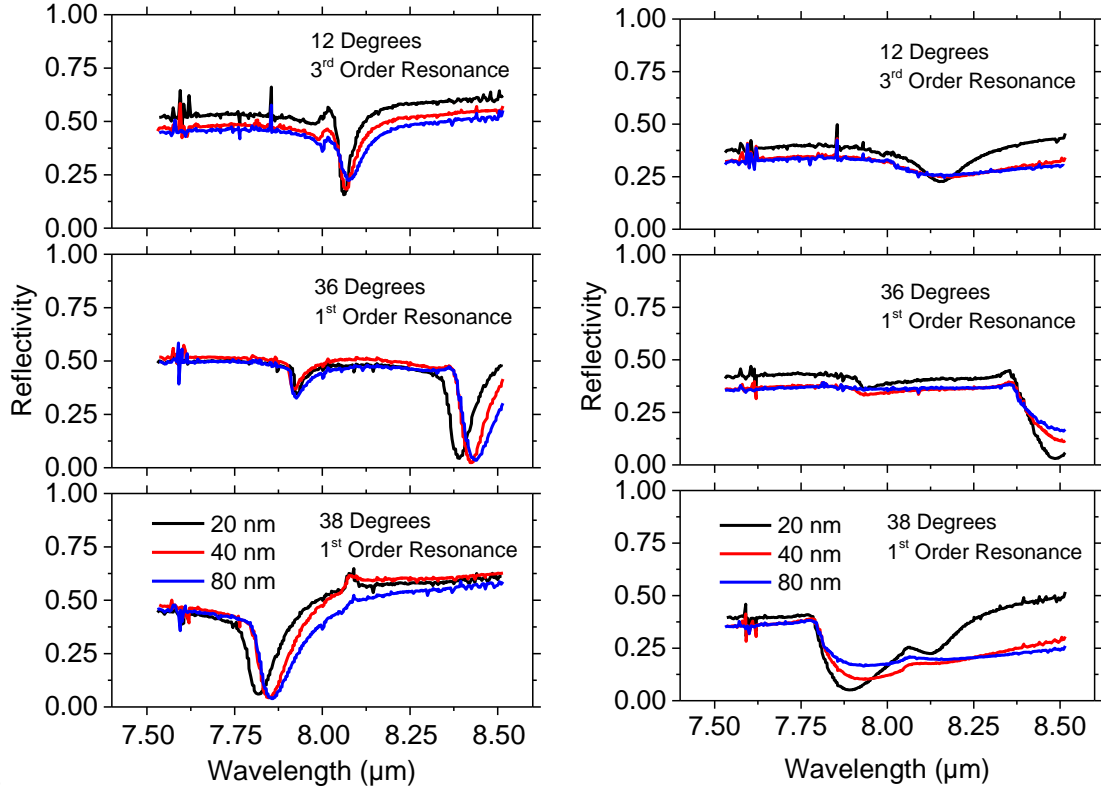 1.00
0.75
0.50
0.25
0.00
12 Degrees
3rd Order Resonance
1.00
0.75
0.50
0.25
0.00
36 Degrees
1st Order Resonance
Reflectivity
1.00
0.75
0.50
0.25
0.00
20 nm
40 nm
80 nm
38 Degrees
1st Order Resonance
7.50 7.75 8.00 8.25 8.50
Wavelength (µm)
1.00
0.75
0.50
0.25
0.00
12 Degrees
3rd Order Resonance
1.00
0.75
0.50
0.25
0.00
36 Degrees
1st Order Resonance
Reflectivity
1.00
0.75
0.50
0.25
0.00
20 nm
40 nm
80 nm
38 Degrees
1st Order Resonance
7.50 7.75 8.00 8.25 8.50
Wavelength (µm)